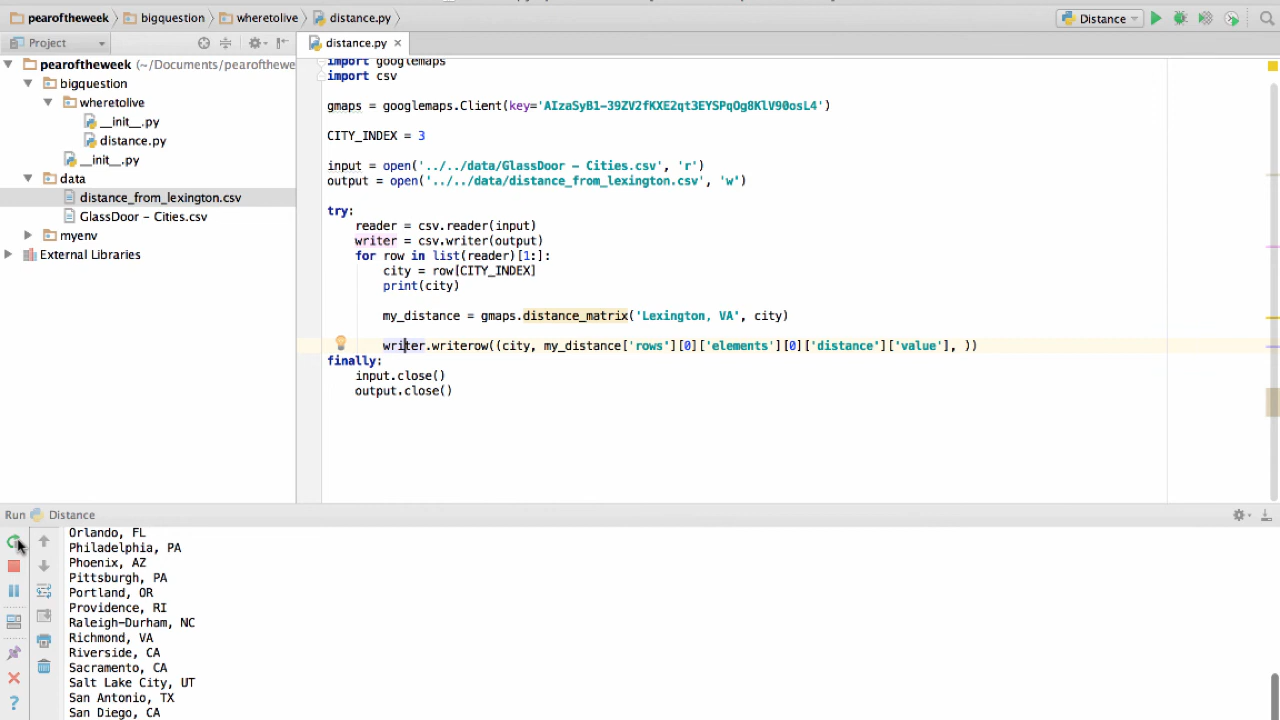 pearoftheweek
bigquestion
wheretolive
distance.py
Distance
Project
distance.py
pearoftheweek (~/Documents/pearofthewe
bigquestion
wheretolive
__init__.py
distance.py
__init__.py
data
distance_from_lexington.csv
GlassDoor - Cities.csv
myenv
External Libraries
import googlemaps
import csv
gmaps = googlemaps.Client(key='AIzaSyB1-39ZV2fKXE2qt3EYSPqOg8KlV90osL4')
CITY_INDEX = 3
input = open('../../data/GlassDoor - Cities.csv', 'r')
output = open('../../data/distance_from_lexington.csv', 'w')
try:
reader = csv.reader(input)
writer = csv.writer(output)
for row in list(reader)[1:]:
city = row[CITY_INDEX]
print(city)
my_distance = gmaps.distance_matrix('Lexington, VA', city)
writer.writerow((city, my_distance['rows'][0]['elements'][0]['distance']['value'], ))
finally:
input.close()
output.close()
Run Distance
Orlando, FL
Philadelphia, PA
Phoenix, AZ
Pittsburgh, PA
Portland, OR
Providence, RI
Raleigh-Durham, NC
Richmond, VA
Riverside, CA
Sacramento, CA
Salt Lake City, UT
San Antonio, TX
San Diego, CA